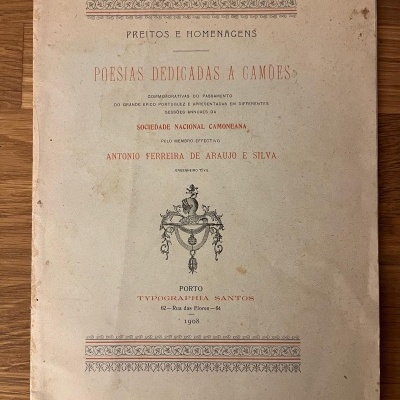 PREITOS E HOMENAGENS
POESIAS DEDICADAS A CAMÕES
COMMEMORATIVAS DO PASSAMENTO
DO GRANDE EPICO PORTUGUEZ E APRESENTADAS EM DIFFERENTES
SESSÕES ANNUAES DA
SOCIEDADE NACIONAL CAMONEANA
PELO MEMBRO EFFECTIVO
ANTONIO FERREIRA DE ARAUJO E SILVA
(ENGENHEIRO CIVIL)
PORTO
TYPOGRAPHIA SANTOS
62—Rua das Flores—64
1908